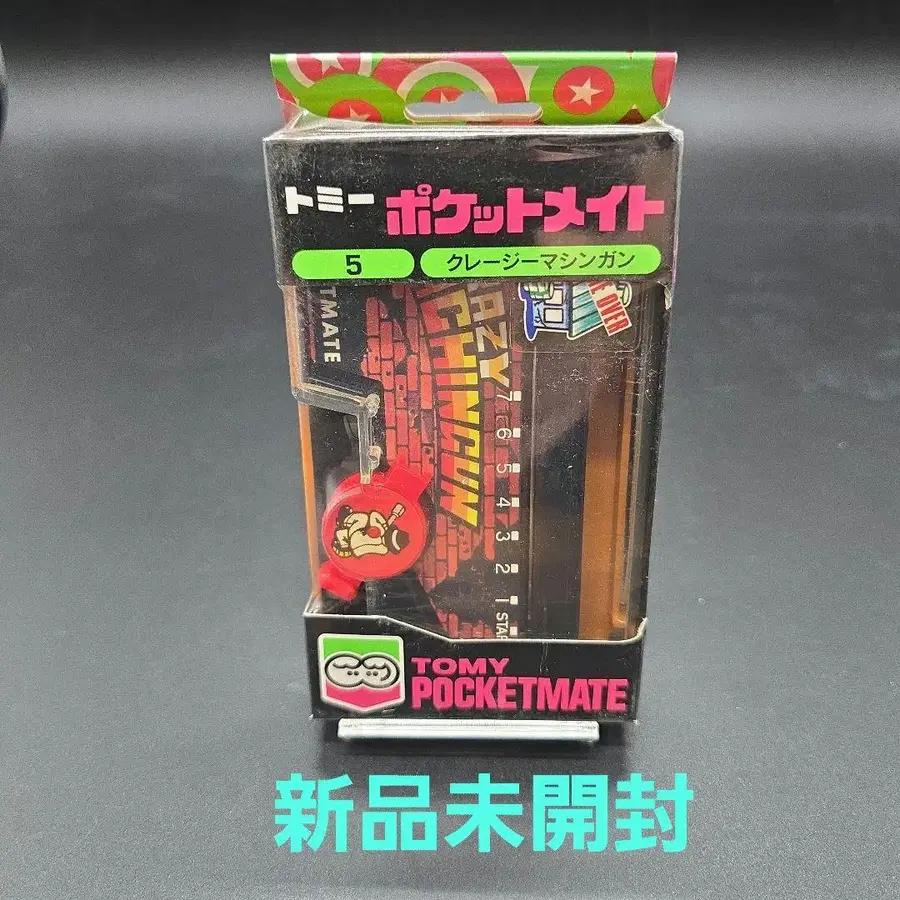 トミー ポケットメイト
5 クレージーマシンガン
TMATE
AZY
CHINGUN
E OVER
7
6
5
4
3
2
1
STAR
TOMY
POCKETMATE
新品未開封